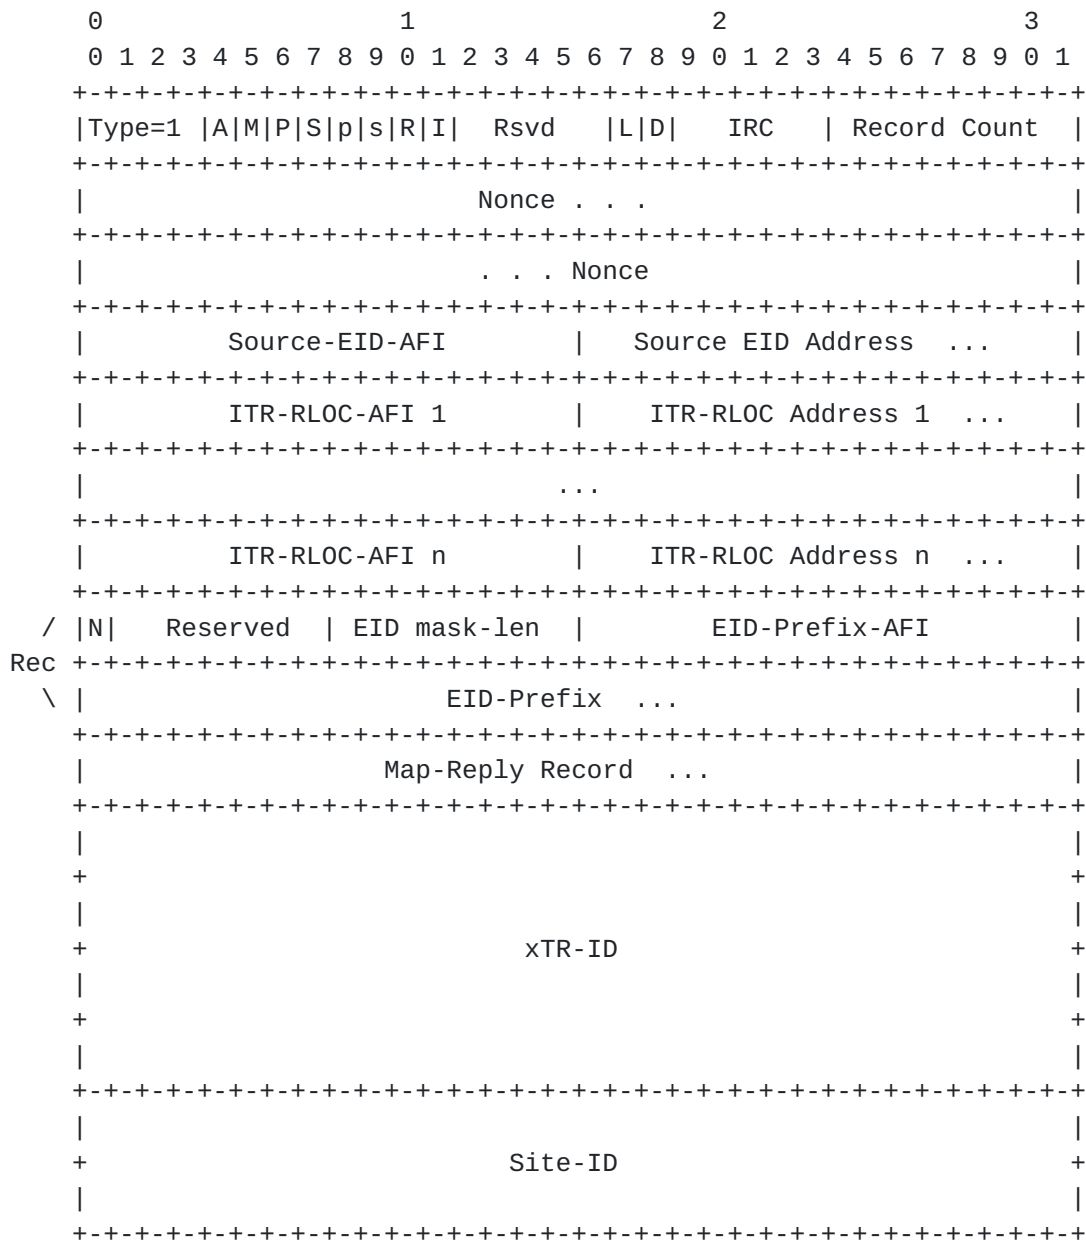 0                   1                   2                   3
     0 1 2 3 4 5 6 7 8 9 0 1 2 3 4 5 6 7 8 9 0 1 2 3 4 5 6 7 8 9 0 1
    +-+-+-+-+-+-+-+-+-+-+-+-+-+-+-+-+-+-+-+-+-+-+-+-+-+-+-+-+-+-+-+-+
    |Type=1 |A|M|P|S|p|s|R|I|  Rsvd   |L|D|   IRC   | Record Count  |
    +-+-+-+-+-+-+-+-+-+-+-+-+-+-+-+-+-+-+-+-+-+-+-+-+-+-+-+-+-+-+-+-+
    |                         Nonce . . .                           |
    +-+-+-+-+-+-+-+-+-+-+-+-+-+-+-+-+-+-+-+-+-+-+-+-+-+-+-+-+-+-+-+-+
    |                         . . . Nonce                           |
    +-+-+-+-+-+-+-+-+-+-+-+-+-+-+-+-+-+-+-+-+-+-+-+-+-+-+-+-+-+-+-+-+
    |         Source-EID-AFI        |   Source EID Address  ...     |
    +-+-+-+-+-+-+-+-+-+-+-+-+-+-+-+-+-+-+-+-+-+-+-+-+-+-+-+-+-+-+-+-+
    |         ITR-RLOC-AFI 1        |    ITR-RLOC Address 1  ...    |
    +-+-+-+-+-+-+-+-+-+-+-+-+-+-+-+-+-+-+-+-+-+-+-+-+-+-+-+-+-+-+-+-+
    |                              ...                              |
    +-+-+-+-+-+-+-+-+-+-+-+-+-+-+-+-+-+-+-+-+-+-+-+-+-+-+-+-+-+-+-+-+
    |         ITR-RLOC-AFI n        |    ITR-RLOC Address n  ...    |
    +-+-+-+-+-+-+-+-+-+-+-+-+-+-+-+-+-+-+-+-+-+-+-+-+-+-+-+-+-+-+-+-+
  / |N|   Reserved  | EID mask-len  |        EID-Prefix-AFI         |
Rec +-+-+-+-+-+-+-+-+-+-+-+-+-+-+-+-+-+-+-+-+-+-+-+-+-+-+-+-+-+-+-+-+
  \ |                       EID-Prefix  ...                         |
    +-+-+-+-+-+-+-+-+-+-+-+-+-+-+-+-+-+-+-+-+-+-+-+-+-+-+-+-+-+-+-+-+
    |                   Map-Reply Record  ...                       |
    +-+-+-+-+-+-+-+-+-+-+-+-+-+-+-+-+-+-+-+-+-+-+-+-+-+-+-+-+-+-+-+-+
    |                                                               |
    +                                                               +
    |                                                               |
    +                            xTR-ID                             +
    |                                                               |
    +                                                               +
    |                                                               |
    +-+-+-+-+-+-+-+-+-+-+-+-+-+-+-+-+-+-+-+-+-+-+-+-+-+-+-+-+-+-+-+-+
    |                                                               |
    +                           Site-ID                             +
    |                                                               |
    +-+-+-+-+-+-+-+-+-+-+-+-+-+-+-+-+-+-+-+-+-+-+-+-+-+-+-+-+-+-+-+-+